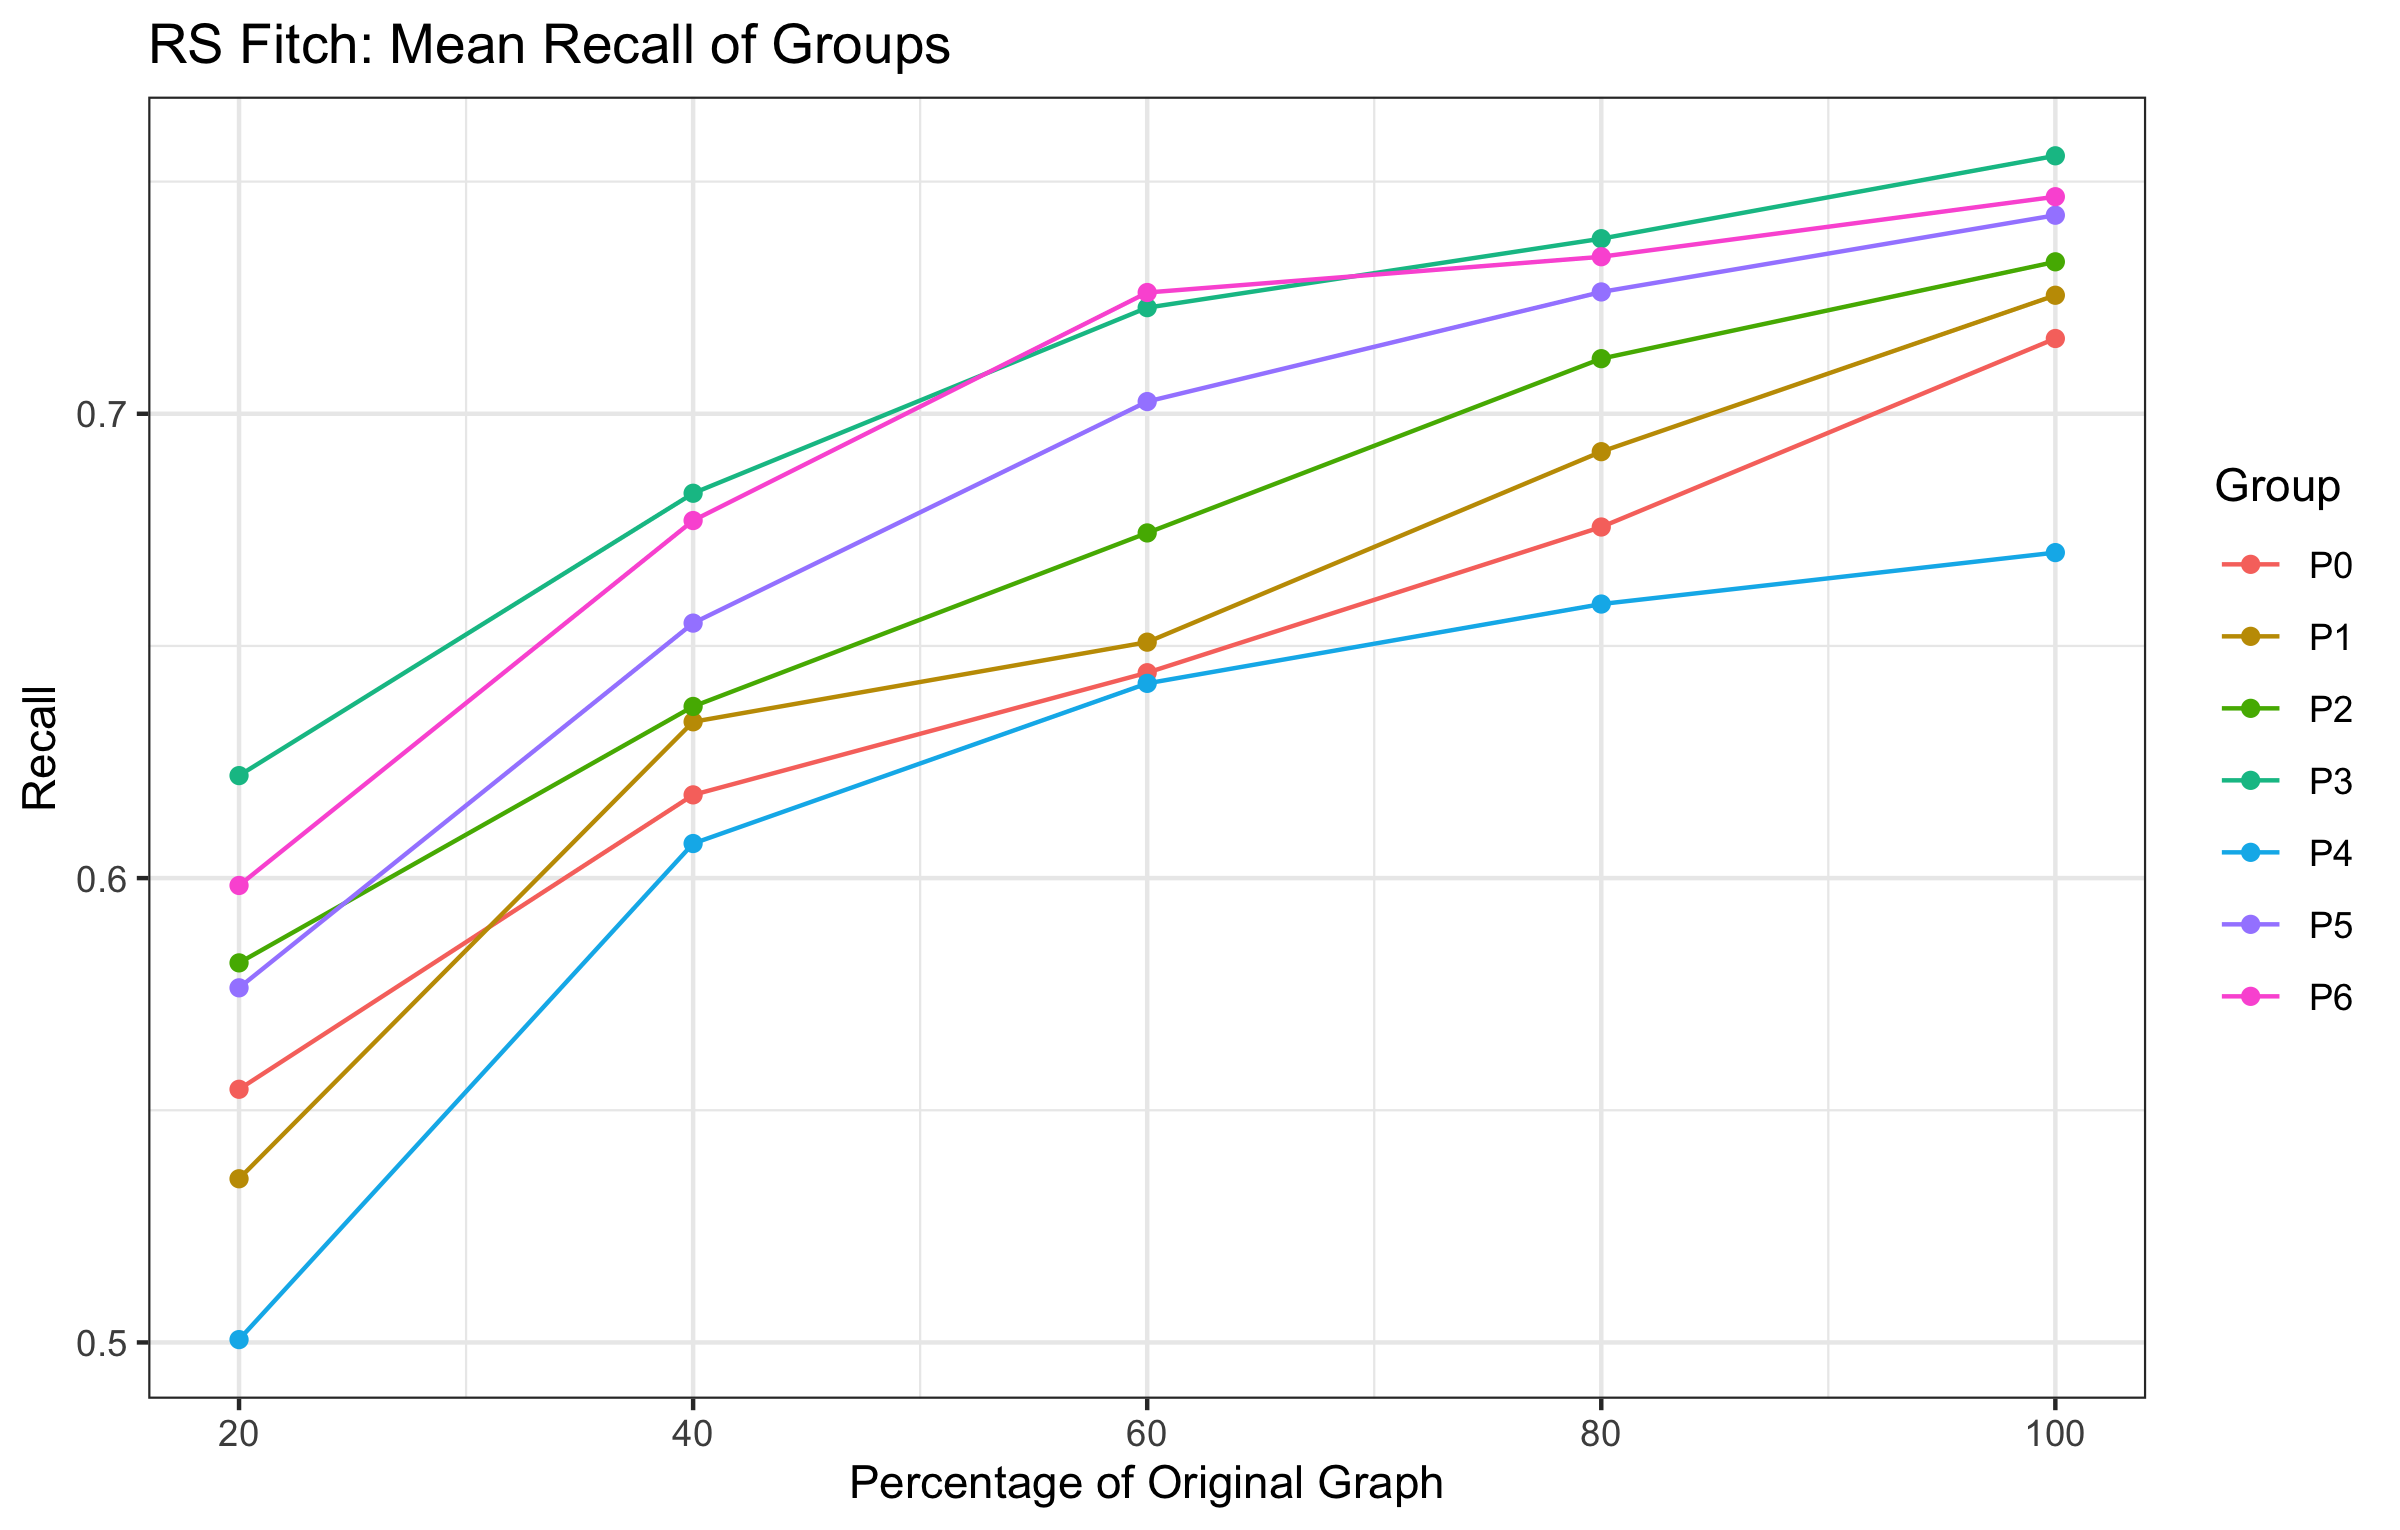 RS Fitch: Mean Recall of Groups
Recall
0.7
0.6
0.5
20 40 60 80 100
Percentage of Original Graph
Group
P0
P1
P2
P3
P4
P5
P6